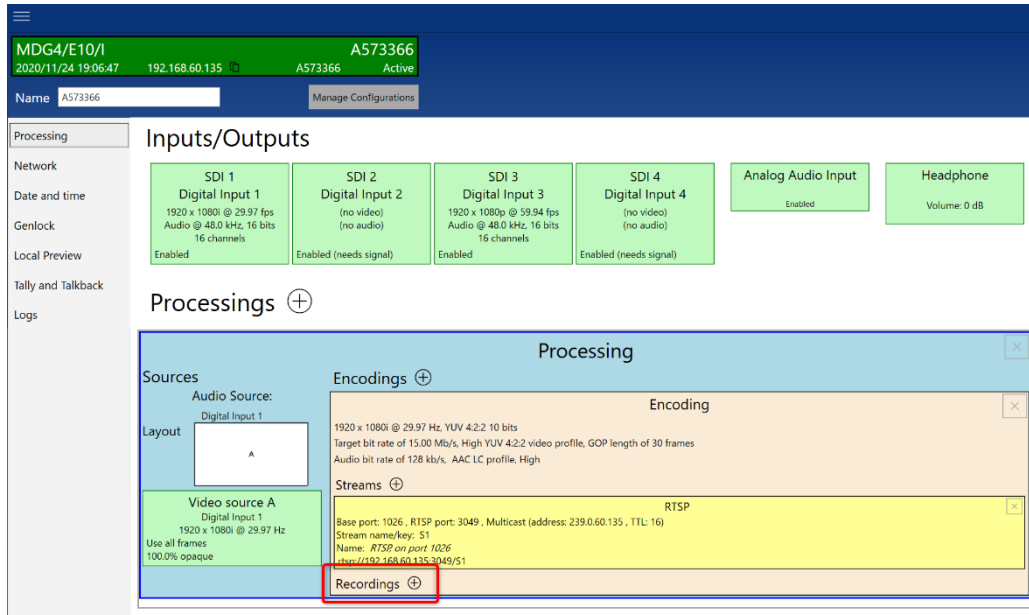 MDG4/E10/I A573366
2020/11/24 19:06:47 192.168.60.135 A573366 Active
Name A573366 Manage Configurations
Processing
Network
Date and time
Genlock
Local Preview
Tally and Talkback
Logs
Inputs/Outputs
SDI 1
Digital Input 1
1920 x 1080i @ 29.97 fps
Audio @ 48.0 kHz, 16 bits
16 channels
Enabled
SDI 2
Digital Input 2
(no video)
(no audio)
Enabled (needs signal)
SDI 3
Digital Input 3
1920 x 1080p @ 59.94 fps
Audio @ 48.0 kHz, 16 bits
16 channels
Enabled
SDI 4
Digital Input 4
(no video)
(no audio)
Enabled (needs signal)
Analog Audio Input
Enabled
Headphone
Volume: 0 dB
Processings
Processing
Sources
Audio Source:
Digital Input 1
Layout
A
Video source A
Digital Input 1
1920 x 1080i @ 29.97 Hz
Use all frames
100.0% opaque
Encodings
Encoding
1920 x 1080i @ 29.97 Hz, YUV 4:2:2 10 bits
Target bit rate of 15.00 Mb/s, High YUV 4:2:2 video profile, GOP length of 30 frames
Audio bit rate of 128 kb/s, AAC LC profile, High
Streams
RTSP
Base port: 1026 , RTSP port: 3049 , Multicast (address: 239.0.60.135 , TTL: 16)
Stream name/key: S1
Name: RTSP, on port 1026
rtsp://192.168.60.135:3049/S1
Recordings